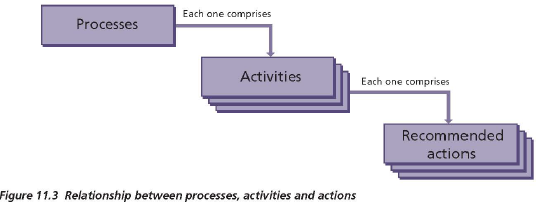 Processes
Each one comprises
Activities
Each one comprises
Recommended
actions
Figure 11.3 Relationship between processes, activities and actions